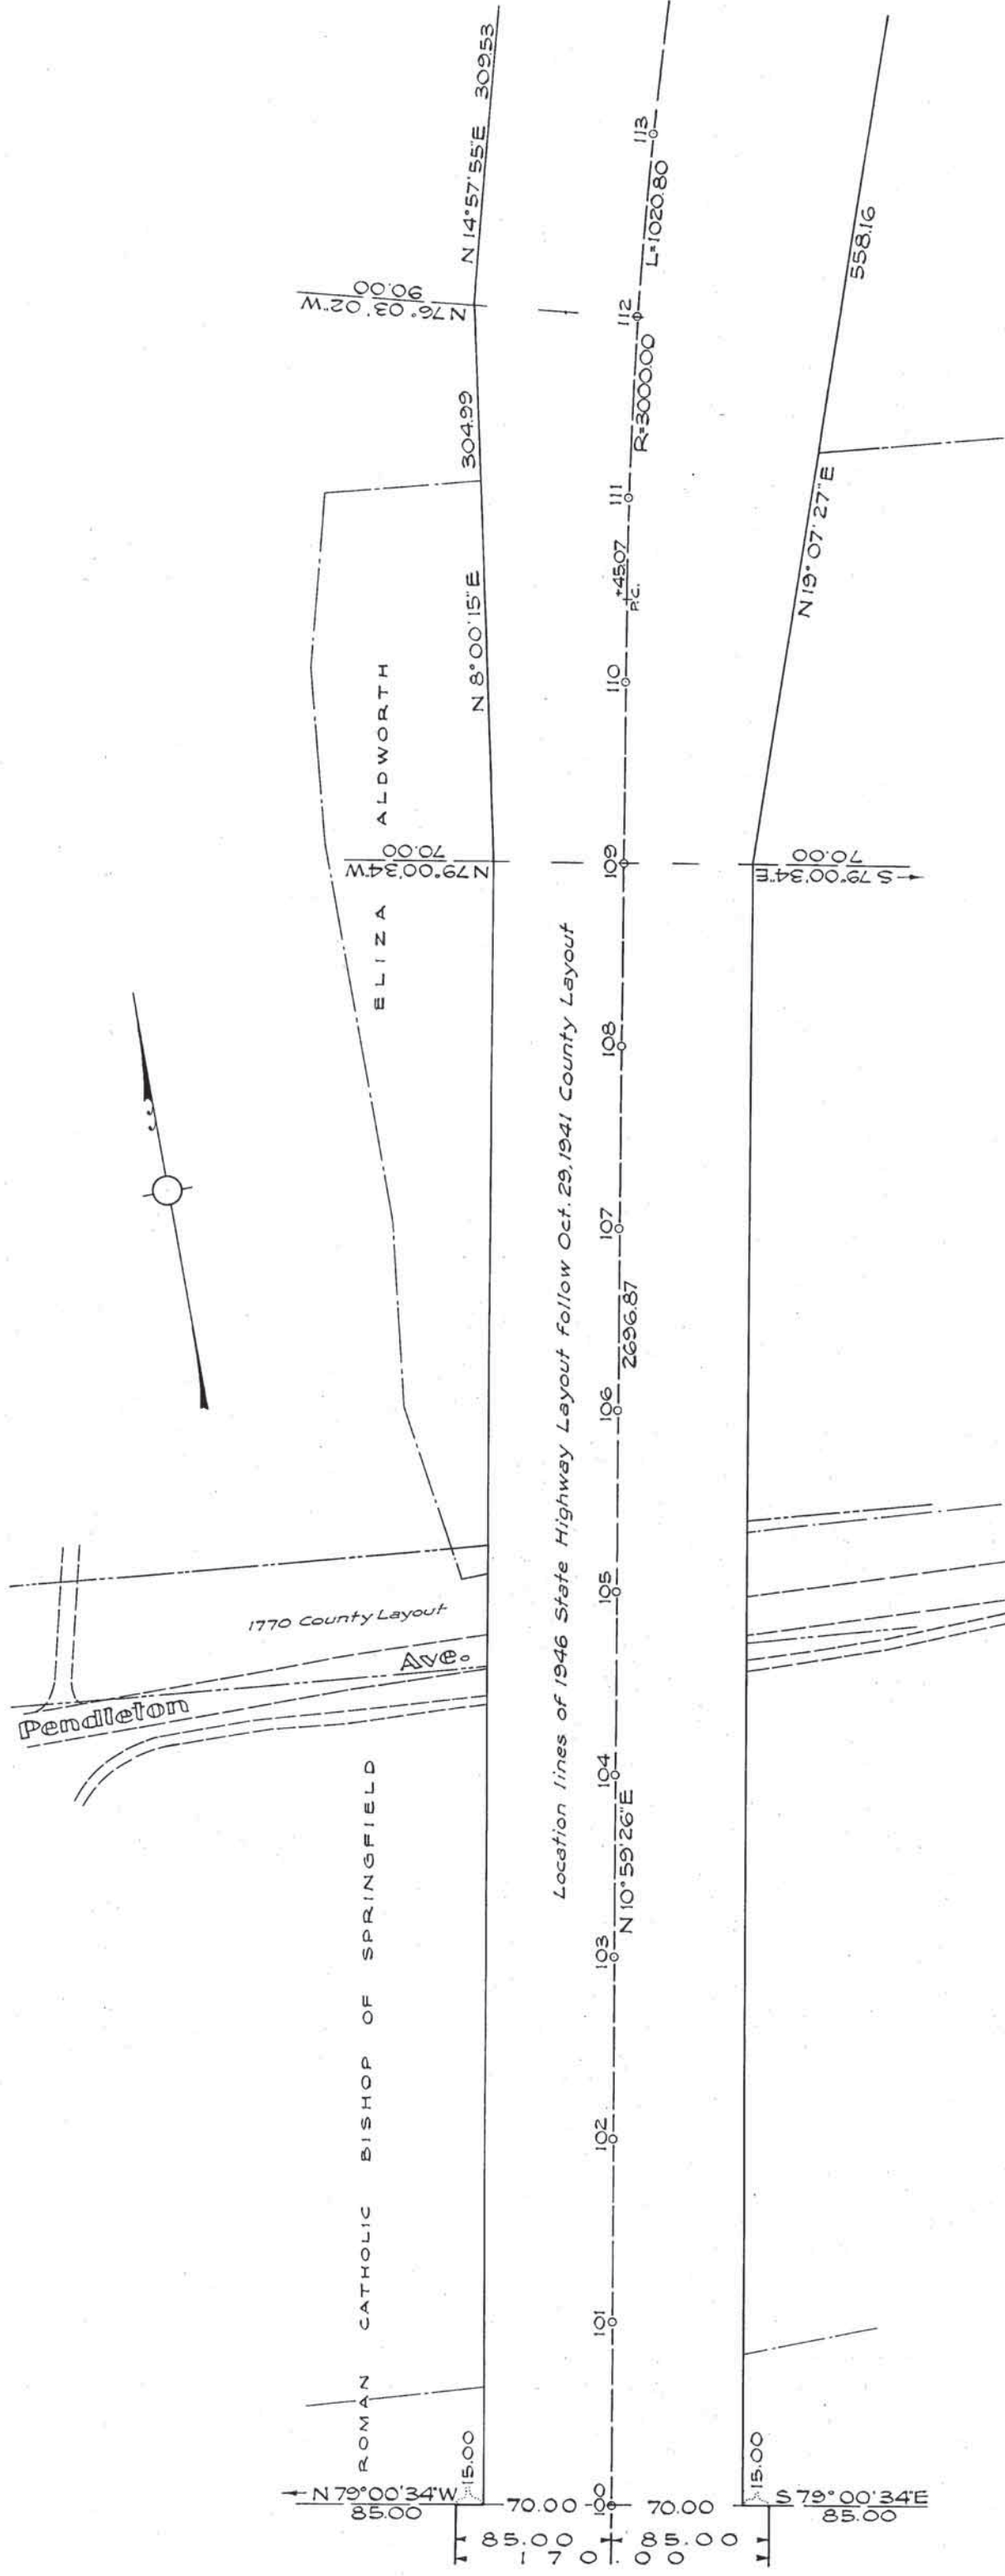 N 14°57'55"E 309.53
N 76° 03' 02" W
90.00
304.99
N 8°00'15"E
ELIZA ALDWORTH
N 79°00'34"W
70.00
113
L=1020.80
112
R=3000.00
111
+45.07
P.C.
110
109
558.16
N 19° 07' 27" E
S 79°00'34"E
70.00
108
107
2696.87
106
105
104
N 10° 59' 26" E
103
102
101
100
Location lines of 1946 State Highway Layout follow Oct. 29, 1941 County Layout
1770 County Layout
Pendleton Ave.
ROMAN CATHOLIC BISHOP OF SPRINGFIELD
15.00
N 79°00'34"W
85.00
70.00
70.00
15.00
S 79°00'34"E
85.00
85.00 85.00
170.00